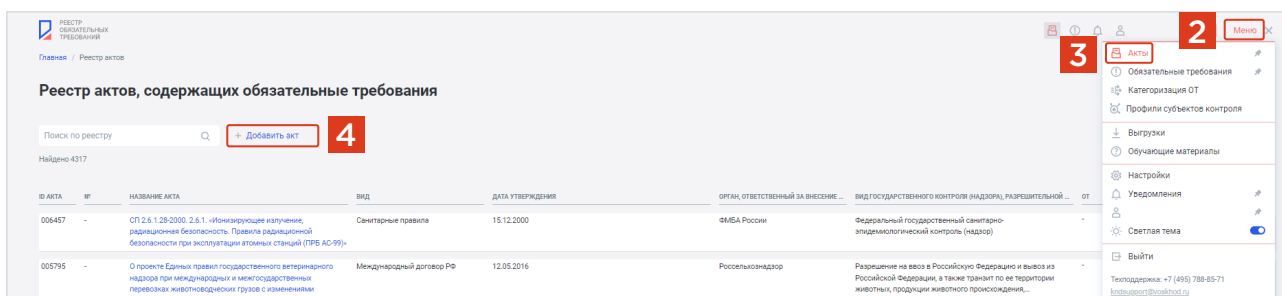 РЕЕСТР
ОБЯЗАТЕЛЬНЫХ
ТРЕБОВАНИЙ
2
Меню
Главная / Реестр актов
3
Акты
Обязательные требования
Категоризация ОТ
Профили субъектов контроля
Выгрузки
Обучающие материалы
Настройки
Уведомления
Светлая тема
Выйти
Техподдержка: +7 (495) 788-85-71
kndsupport@voskhod.ru
Реестр актов, содержащих обязательные требования
Поиск по реестру
+ Добавить акт
4
Найдено 4317
ID АКТА № НАЗВАНИЕ АКТА ВИД ДАТА УТВЕРЖДЕНИЯ ОРГАН, ОТВЕТСТВЕННЫЙ ЗА ВНЕСЕНИЕ ... ВИД ГОСУДАРСТВЕННОГО КОНТРОЛЯ (НАДЗОРА), РАЗРЕШИТЕЛЬНОЙ ... ОТ
006457 - СП 2.6.1.28-2000. 2.6.1. «Ионизирующее излучение, Санитарные правила 15.12.2000 ФМБА России Федеральный государственный санитарно- -
радиационная безопасность. Правила радиационной эпидемиологический контроль (надзор)
безопасности при эксплуатации атомных станций (ПРБ АС-99)»
005795 - О проекте Единых правил государственного ветеринарного Международный договор РФ 12.05.2016 Россельхознадзор Разрешение на ввоз в Российскую Федерацию и вывоз из -
надзора при международных и межгосударственных Российской Федерации, а также транзит по ее территории
перевозках животноводческих грузов с изменениями животных, продукции животного происхождения,...